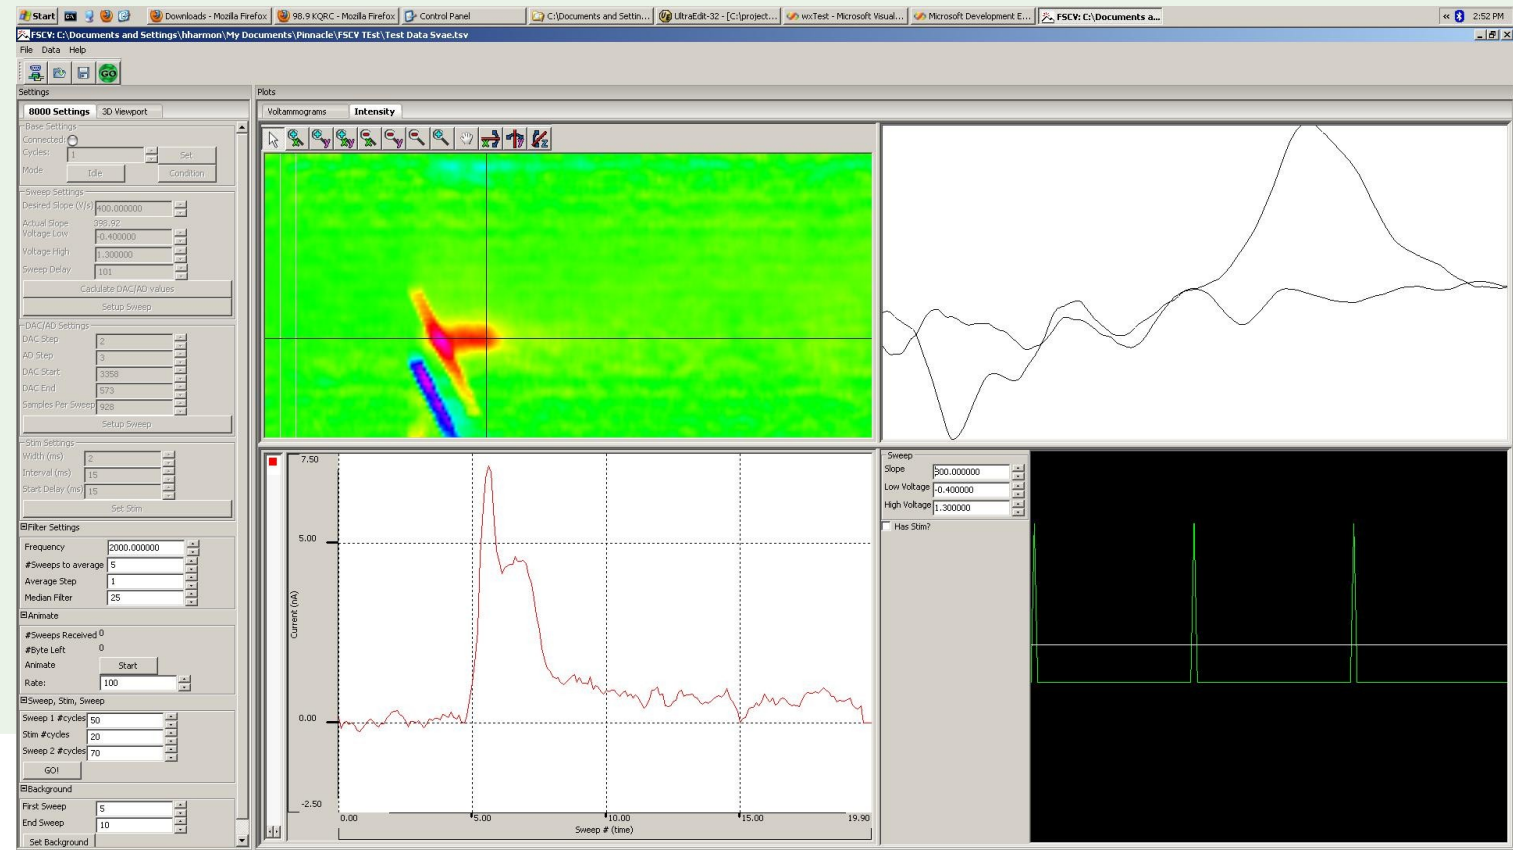 Start
Downloads - Mozilla Firefox
98.9 KQRC - Mozilla Firefox
Control Panel
C:\Documents and Settin...
UltraEdit-32 - [C:\project...
wxTest - Microsoft Visual...
Microsoft Development E...
FSCV: C:\Documents a...
2:52 PM
FSCV: C:\Documents and Settings\hharmon\My Documents\Pinnacle\FSCV TEst\Test Data Svae.tsv
File Data Help
GO
Settings
8000 Settings 3D Viewport
Base Settings
Connected:
Cycles: 1 Set
Mode Idle Condition
Sweep Settings
Desired Slope (V/s) 400.000000
Actual Slope 398.92
Voltage Low -0.400000
Voltage High 1.300000
Sweep Delay 101
Caclulate DAC/AD values
Setup Sweep
DAC/AD Settings
DAC Step 2
AD Step 3
DAC Start 3358
DAC End 573
Samples Per Sweep 928
Setup Sweep
Stim Settings
Width (ms) 2
Interval (ms) 15
Start Delay (ms) 15
Set Stim
Filter Settings
Frequency 2000.000000
#Sweeps to average 5
Average Step 1
Median Filter 25
Animate
#Sweeps Received 0
#Byte Left 0
Animate Start
Rate: 100
Sweep, Stim, Sweep
Sweep 1 #cycles 50
Stim #cycles 20
Sweep 2 #cycles 70
GO!
Background
First Sweep 5
End Sweep 10
Set Background
Plots
Voltammograms Intensity
x y xy x y x y z
7.50
5.00
Current (nA)
0.00
-2.50
0.00 5.00 10.00 15.00 19.90
Sweep # (time)
Sweep
Slope 300.000000
Low Voltage -0.400000
High Voltage 1.300000
Has Stim?